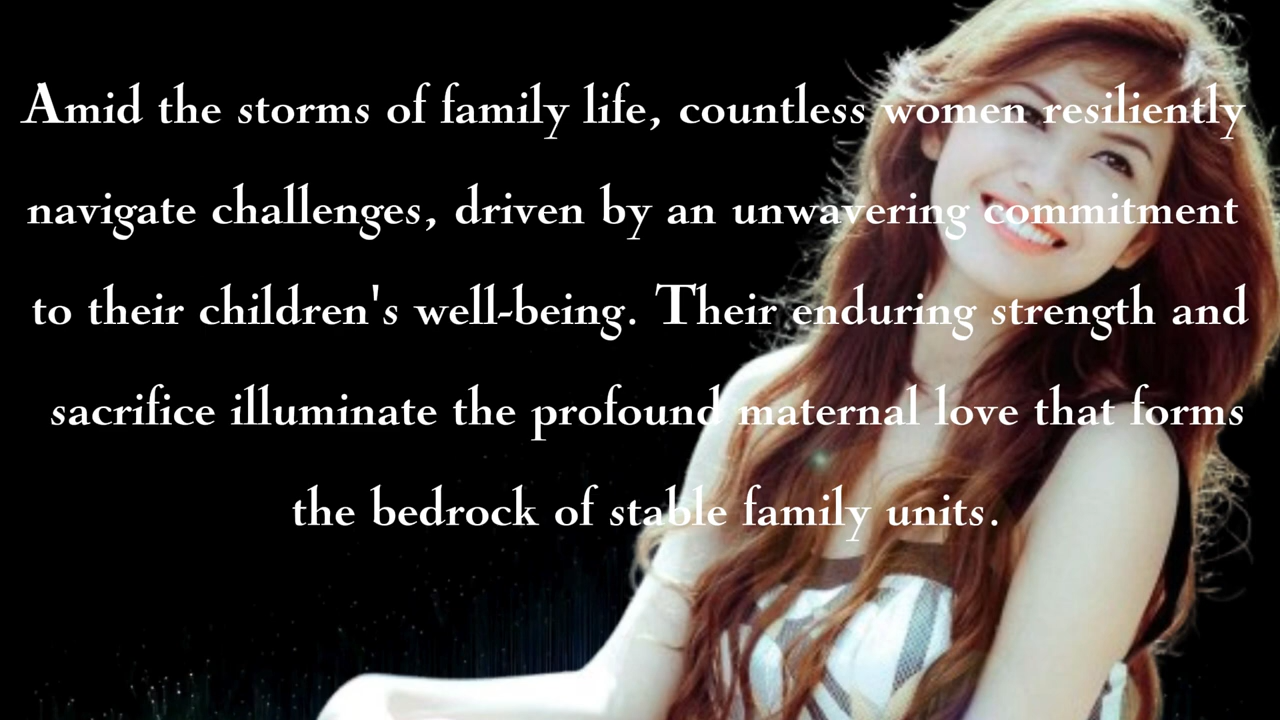 Amid the storms of family life, countless women resiliently
navigate challenges, driven by an unwavering commitment
to their children's well-being. Their enduring strength and
sacrifice illuminate the profound maternal love that forms
the bedrock of stable family units.